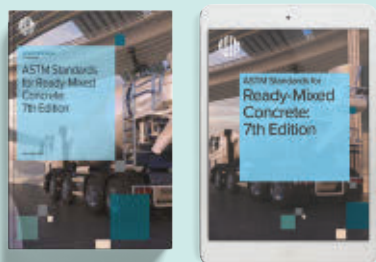 ASTM Standards
for Ready-Mixed
Concrete:
7th Edition
ASTM Standards for
Ready-Mixed
Concrete:
7th Edition